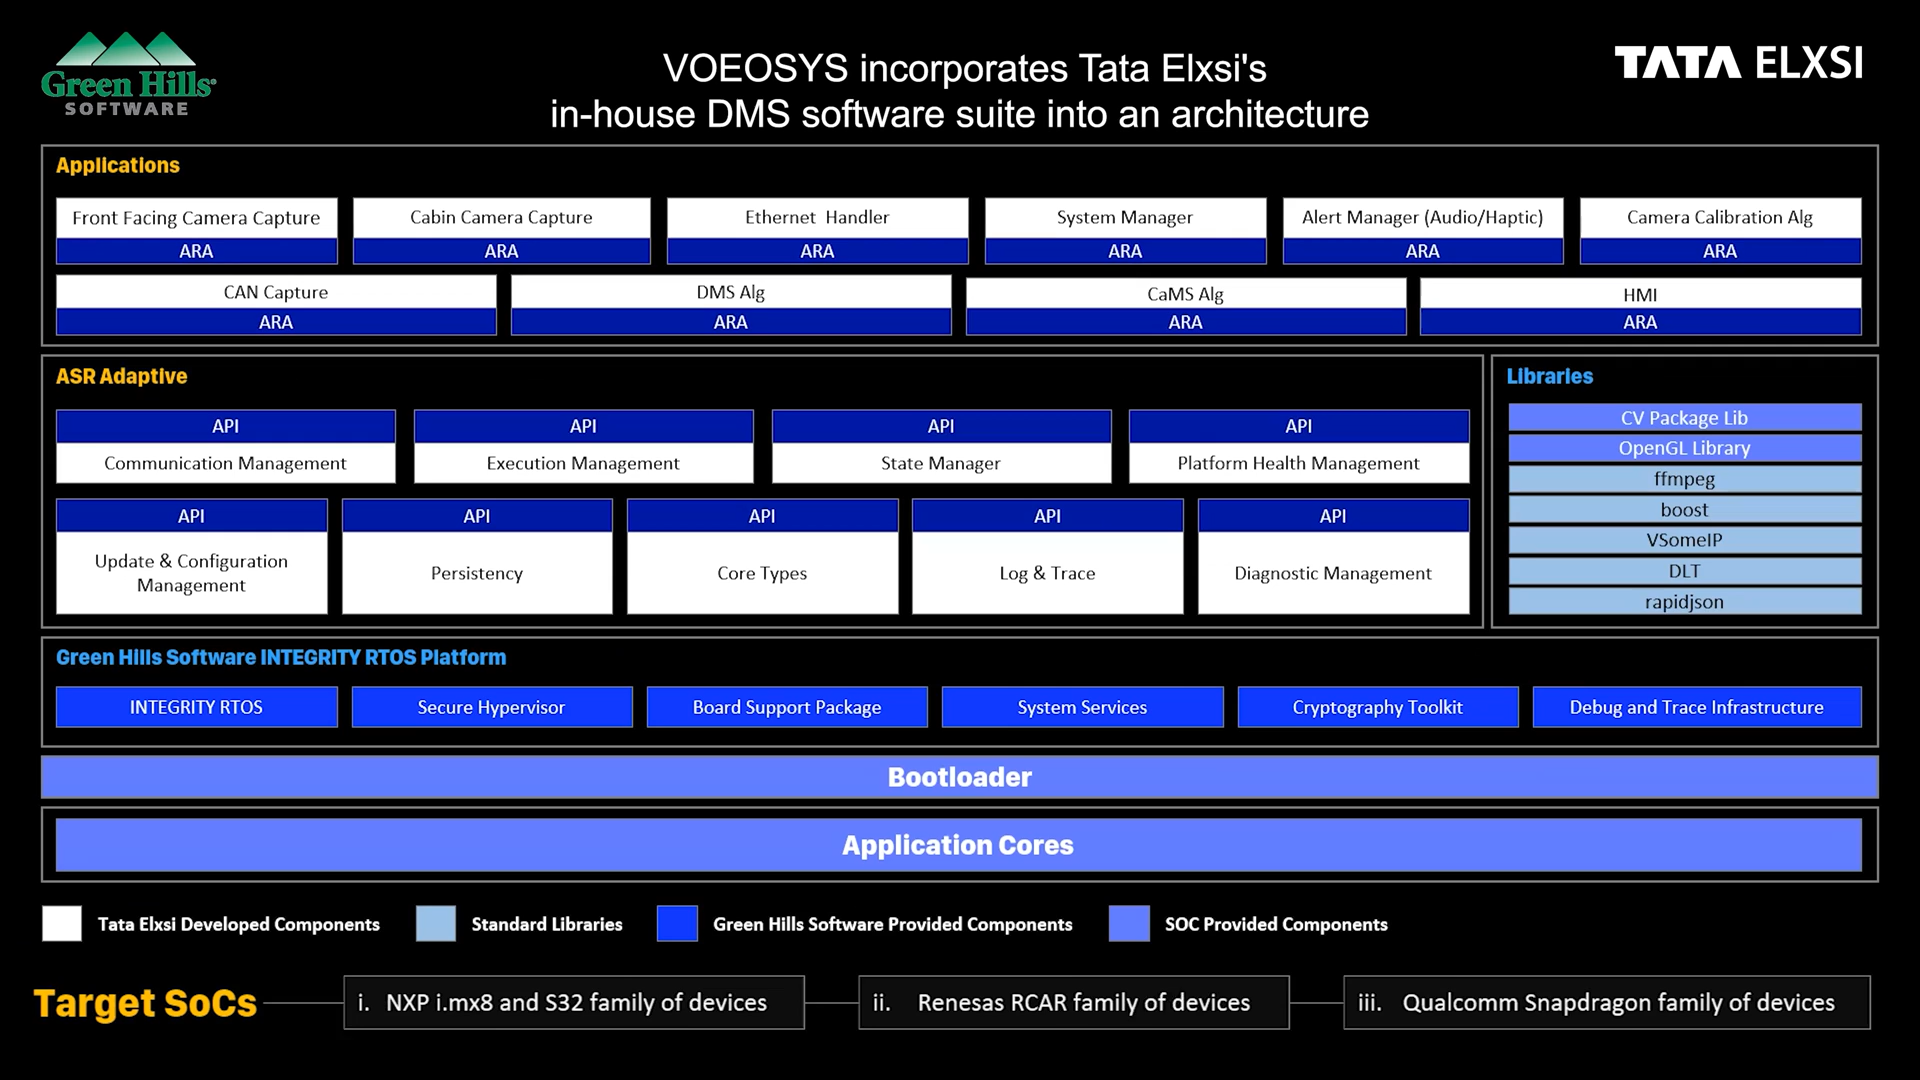 Green Hills
SOFTWARE
VOEOSYS incorporates Tata Elxsi's
in-house DMS software suite into an architecture
TATA ELXSI
Applications
Front Facing Camera Capture
ARA
Cabin Camera Capture
ARA
Ethernet Handler
ARA
System Manager
ARA
Alert Manager (Audio/Haptic)
ARA
Camera Calibration Alg
ARA
CAN Capture
ARA
DMS Alg
ARA
CaMS Alg
ARA
HMI
ARA
ASR Adaptive
API
Communication Management
API
Execution Management
API
State Manager
API
Platform Health Management
API
Update & Configuration
Management
API
Persistency
API
Core Types
API
Log & Trace
API
Diagnostic Management
Libraries
CV Package Lib
OpenGL Library
ffmpeg
boost
VSomeIP
DLT
rapidjson
Green Hills Software INTEGRITY RTOS Platform
INTEGRITY RTOS
Secure Hypervisor
Board Support Package
System Services
Cryptography Toolkit
Debug and Trace Infrastructure
Bootloader
Application Cores
Tata Elxsi Developed Components
Standard Libraries
Green Hills Software Provided Components
SOC Provided Components
Target SoCs
i. NXP i.mx8 and S32 family of devices
ii. Renesas RCAR family of devices
iii. Qualcomm Snapdragon family of devices